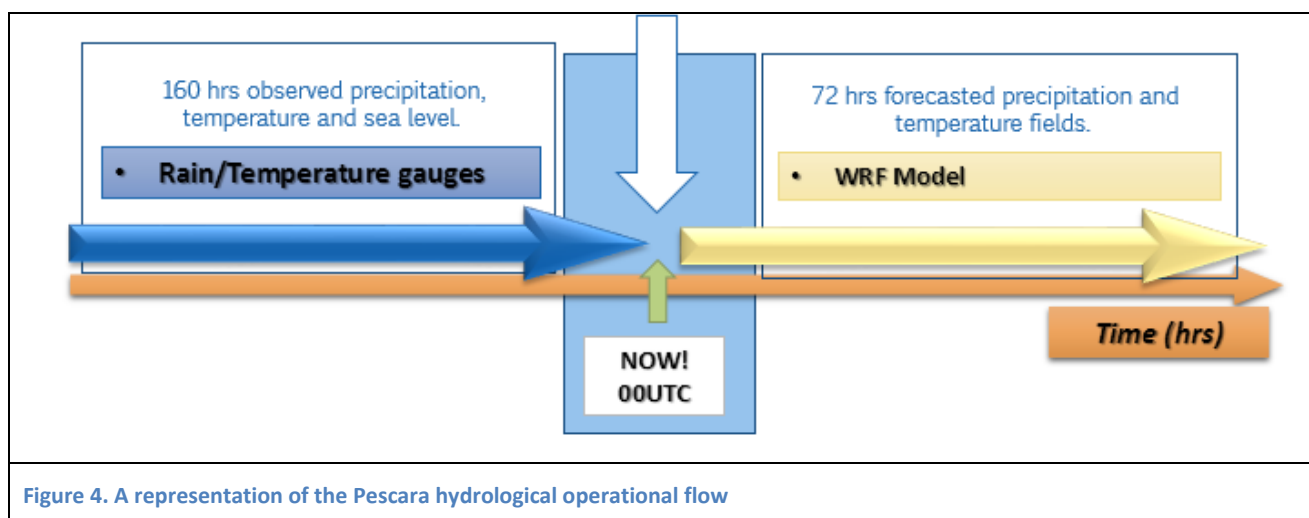 160 hrs observed precipitation,
temperature and sea level.
• Rain/Temperature gauges
72 hrs forecasted precipitation and
temperature fields.
• WRF Model
Time (hrs)
NOW!
00UTC
Figure 4. A representation of the Pescara hydrological operational flow